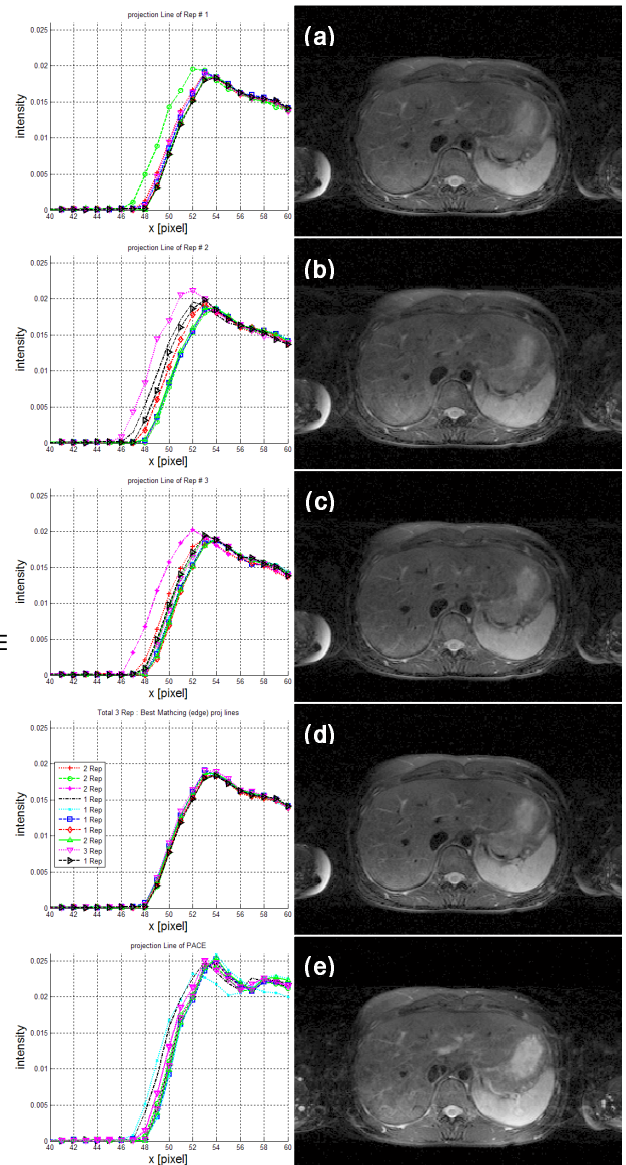 projection Line of Rep # 1
(a)
0.025
0.02
0.015
0.01
0.005
0
intensity
40 42 44 46 48 50 52 54 56 58 60
x [pixel]
projection Line of Rep # 2
(b)
0.025
0.02
0.015
0.01
0.005
0
intensity
40 42 44 46 48 50 52 54 56 58 60
x [pixel]
projection Line of Rep # 3
(c)
0.025
0.02
0.015
0.01
0.005
0
intensity
40 42 44 46 48 50 52 54 56 58 60
x [pixel]
Total 3 Rep : Best Mathcing (edge) proj lines
(d)
0.025
0.02
0.015
0.01
0.005
0
intensity
2 Rep
2 Rep
2 Rep
1 Rep
1 Rep
1 Rep
1 Rep
2 Rep
3 Rep
1 Rep
40 42 44 46 48 50 52 54 56 58 60
x [pixel]
projection Line of PACE
(e)
0.025
0.02
0.015
0.01
0.005
0
intensity
40 42 44 46 48 50 52 54 56 58 60
x [pixel]